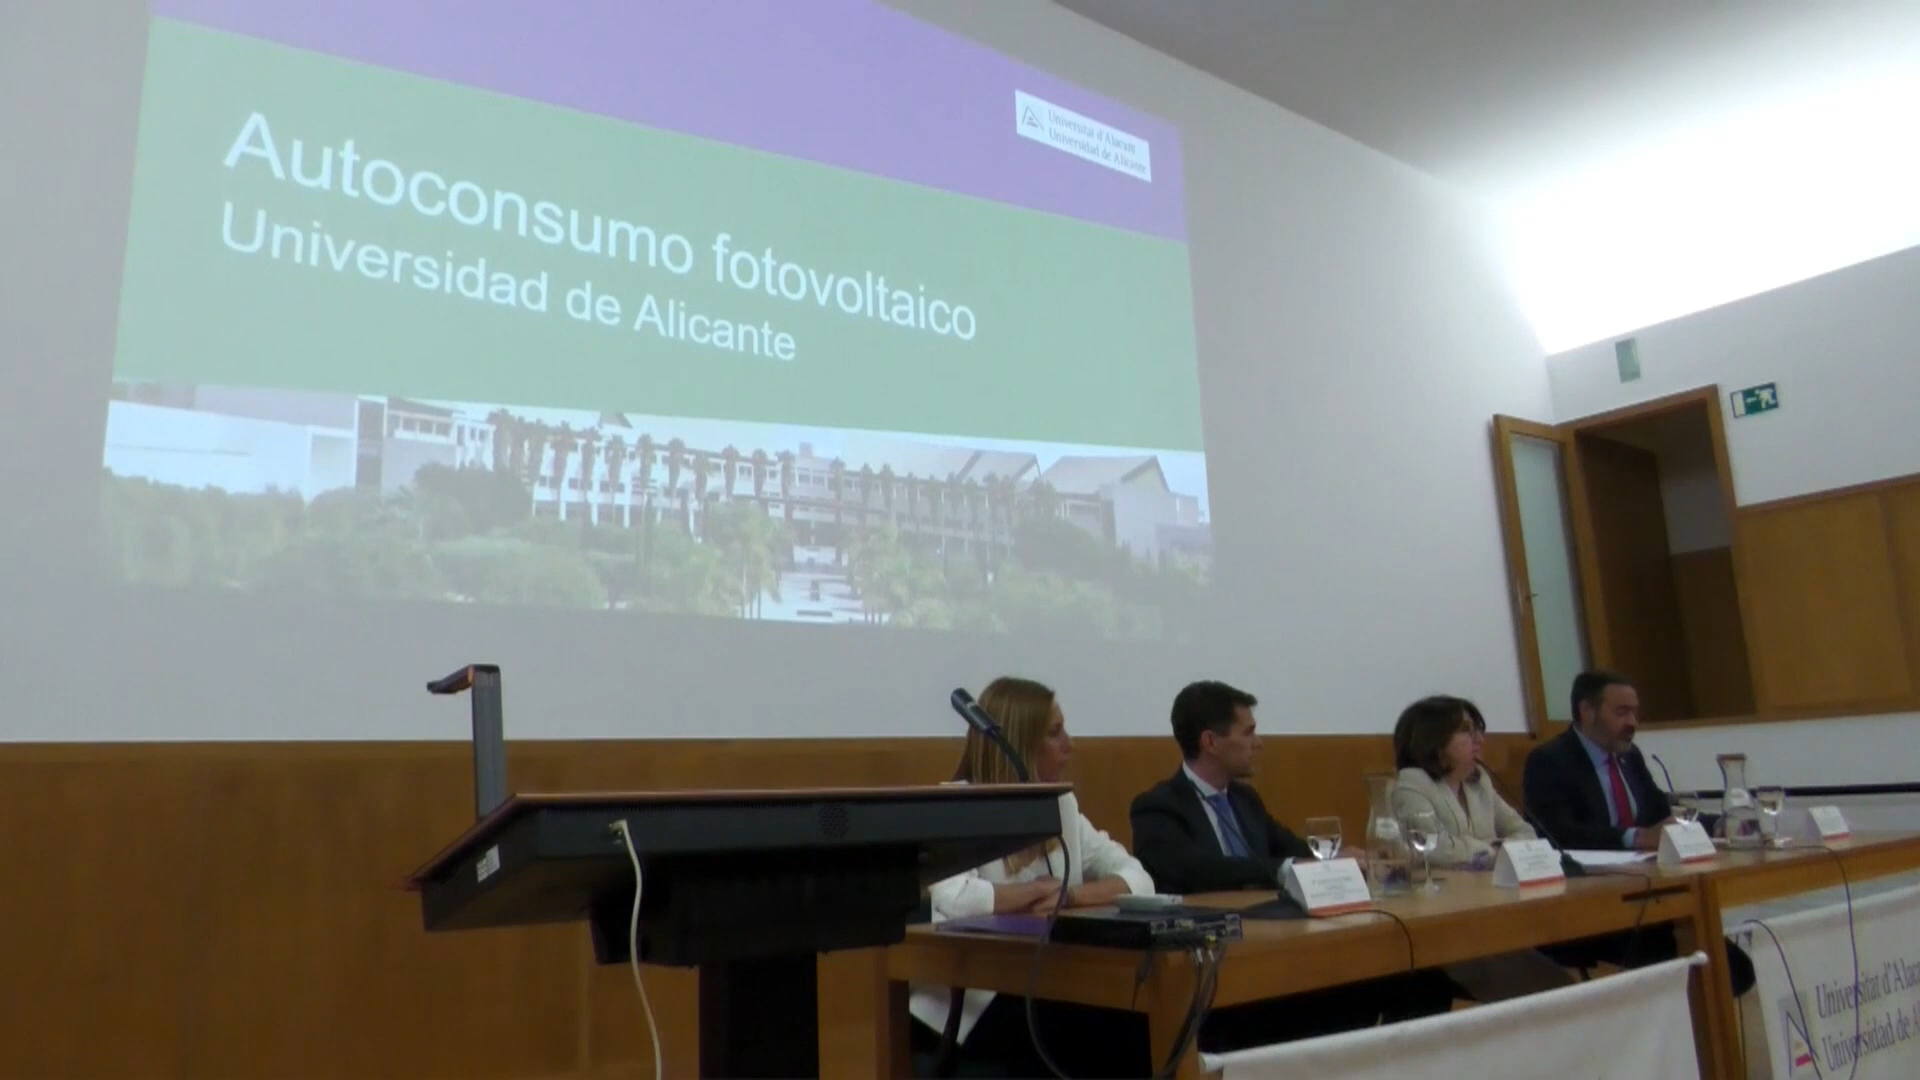 Universitat d'Alacant
Universidad de Alicante
Autoconsumo fotovoltaico
Universidad de Alicante
Universitat d'Alaca
Universidad de A